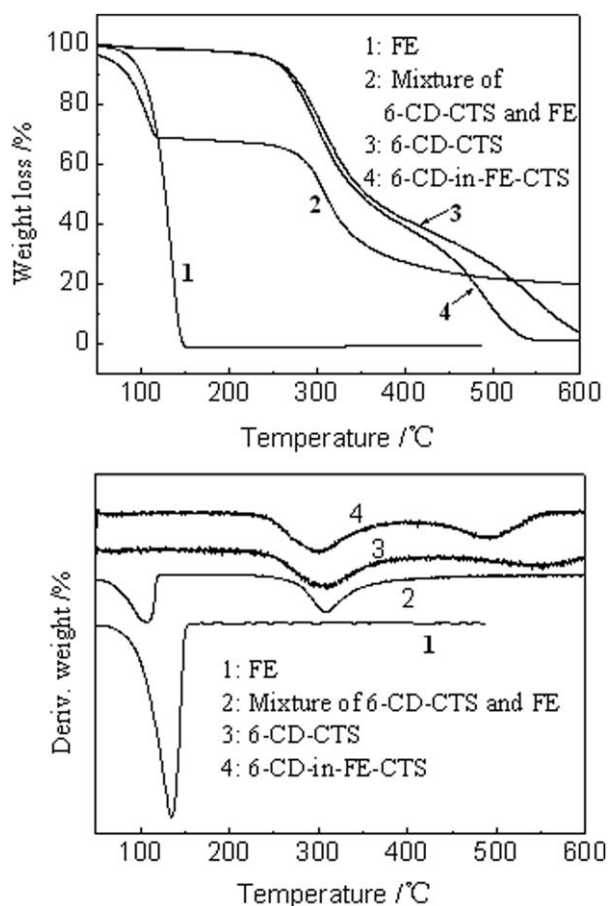 100
80
60
40
20
0
Weight loss /%
1: FE
2: Mixture of
6-CD-CTS and FE
3: 6-CD-CTS
4: 6-CD-in-FE-CTS
1
2
3
4
100 200 300 400 500 600
Temperature /℃
Deriv. weight /%
4
3
2
1
1: FE
2: Mixture of 6-CD-CTS and FE
3: 6-CD-CTS
4: 6-CD-in-FE-CTS
100 200 300 400 500 600
Temperature /℃